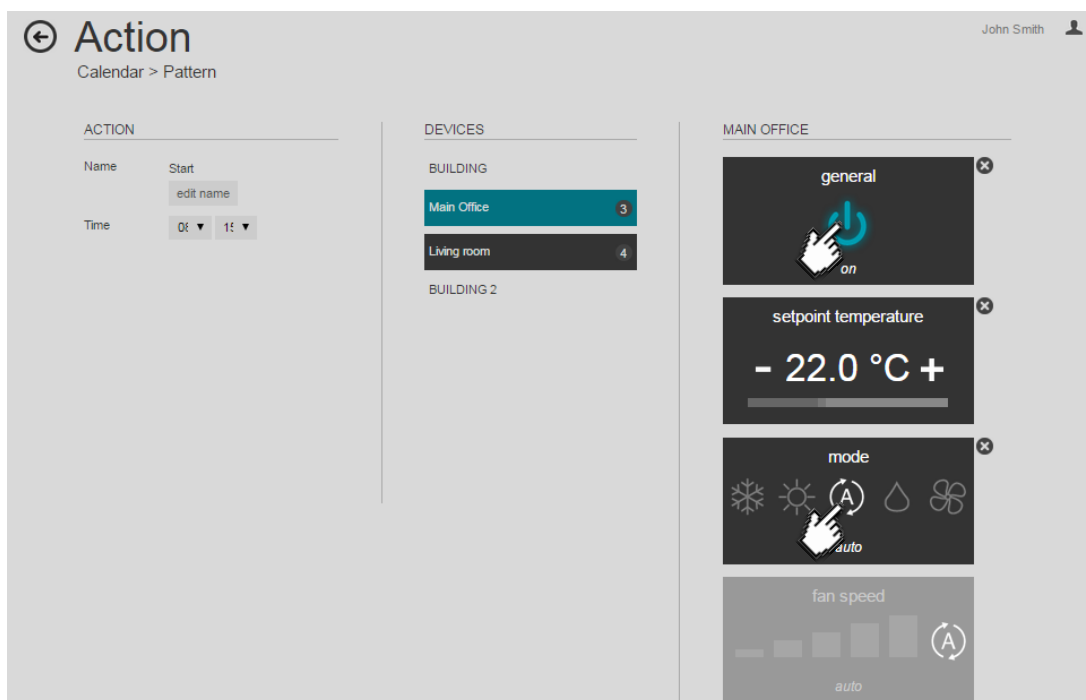 Action
John Smith
Calendar > Pattern
ACTION
Name
Start
edit name
Time
▼
▼
DEVICES
BUILDING
Main Office
3
Living room
4
BUILDING 2
MAIN OFFICE
general
on
setpoint temperature
- 22.0 °C +
mode
A
auto
fan speed
A
auto